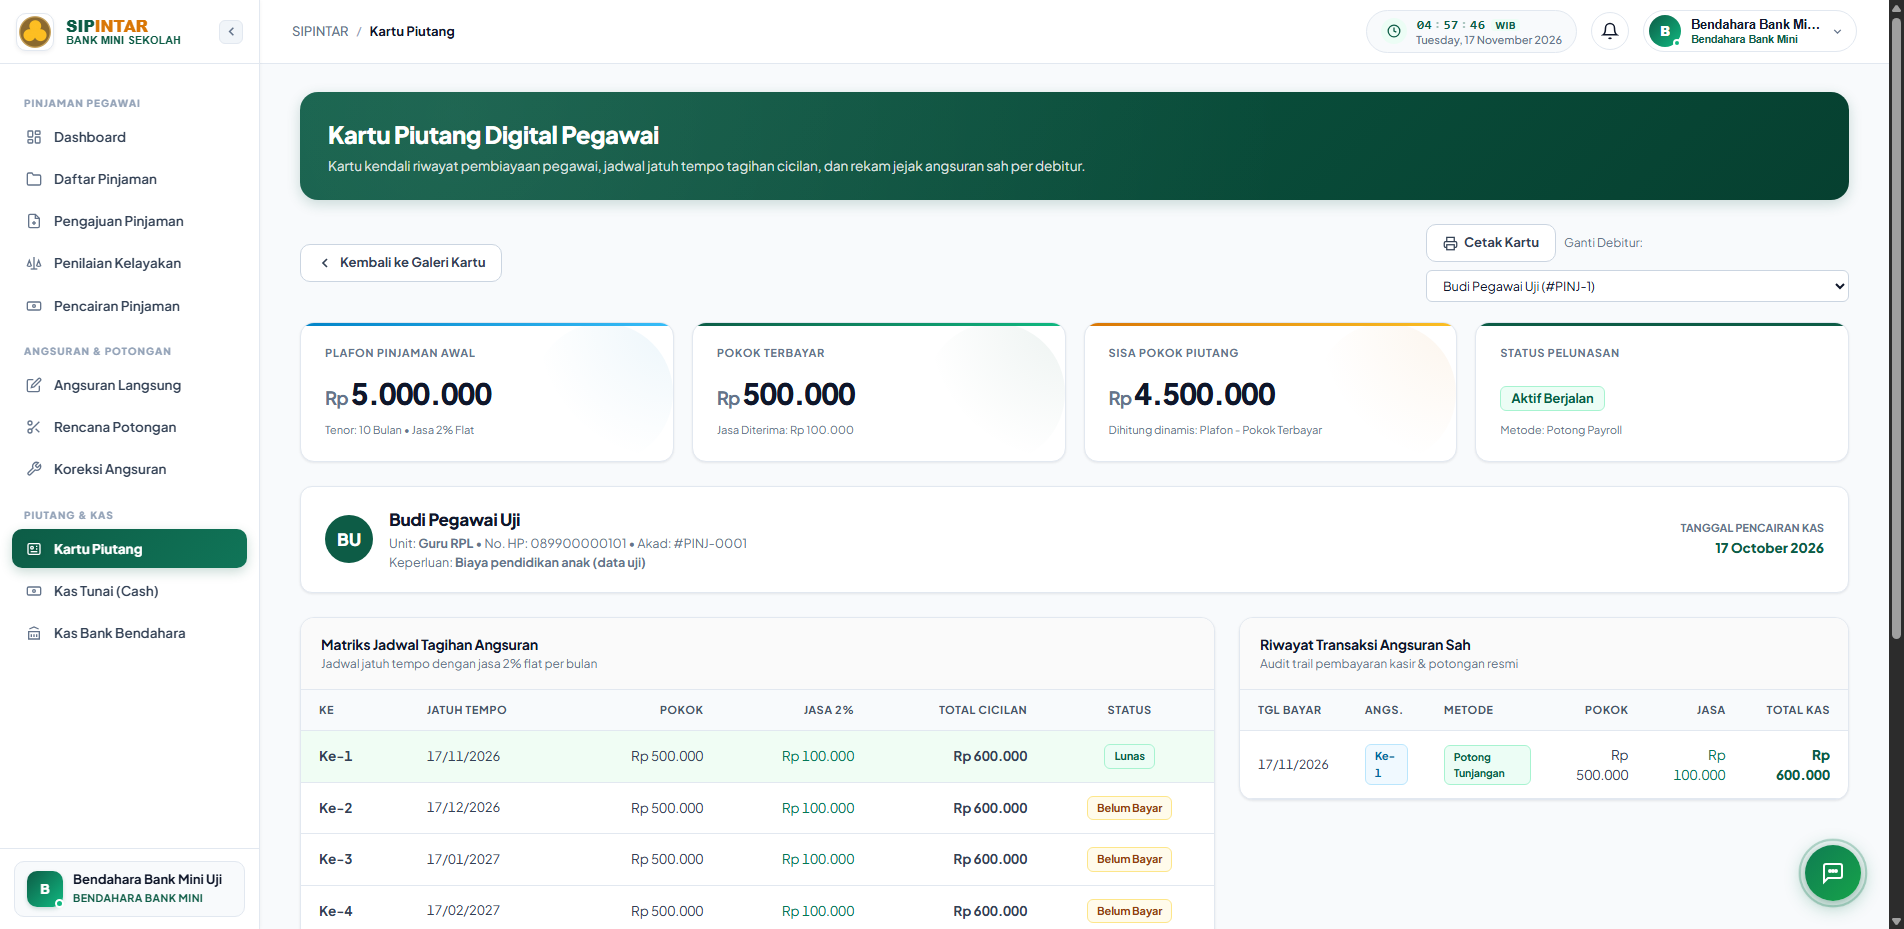 SIPINTAR
BANK MINI SEKOLAH
SIPINTAR / Kartu Piutang
04 : 57 : 46 WIB
Tuesday, 17 November 2026
B
Bendahara Bank Mi...
Bendahara Bank Mini
PINJAMAN PEGAWAI
Dashboard
Daftar Pinjaman
Pengajuan Pinjaman
Penilaian Kelayakan
Pencairan Pinjaman
ANGSURAN & POTONGAN
Angsuran Langsung
Rencana Potongan
Koreksi Angsuran
PIUTANG & KAS
Kartu Piutang
Kas Tunai (Cash)
Kas Bank Bendahara
B
Bendahara Bank Mini Uji
BENDAHARA BANK MINI
Kartu Piutang Digital Pegawai
Kartu kendali riwayat pembiayaan pegawai, jadwal jatuh tempo tagihan cicilan, dan rekam jejak angsuran sah per debitur.
Kembali ke Galeri Kartu
Cetak Kartu
Ganti Debitur:
Budi Pegawai Uji (#PINJ-1)
PLAFON PINJAMAN AWAL
Rp 5.000.000
Tenor: 10 Bulan • Jasa 2% Flat
POKOK TERBAYAR
Rp 500.000
Jasa Diterima: Rp 100.000
SISA POKOK PIUTANG
Rp 4.500.000
Dihitung dinamis: Plafon - Pokok Terbayar
STATUS PELUNASAN
Aktif Berjalan
Metode: Potong Payroll
BU
Budi Pegawai Uji
Unit: Guru RPL • No. HP: 089900000101 • Akad: #PINJ-0001
Keperluan: Biaya pendidikan anak (data uji)
TANGGAL PENCAIRAN KAS
17 October 2026
Matriks Jadwal Tagihan Angsuran
Jadwal jatuh tempo dengan jasa 2% flat per bulan
KE JATUH TEMPO POKOK JASA 2% TOTAL CICILAN STATUS
Ke-1 17/11/2026 Rp 500.000 Rp 100.000 Rp 600.000 Lunas
Ke-2 17/12/2026 Rp 500.000 Rp 100.000 Rp 600.000 Belum Bayar
Ke-3 17/01/2027 Rp 500.000 Rp 100.000 Rp 600.000 Belum Bayar
Ke-4 17/02/2027 Rp 500.000 Rp 100.000 Rp 600.000 Belum Bayar
Riwayat Transaksi Angsuran Sah
Audit trail pembayaran kasir & potongan resmi
TGL BAYAR ANGS. METODE POKOK JASA TOTAL KAS
17/11/2026 Ke-1 Potong Tunjangan Rp 500.000 Rp 100.000 Rp 600.000